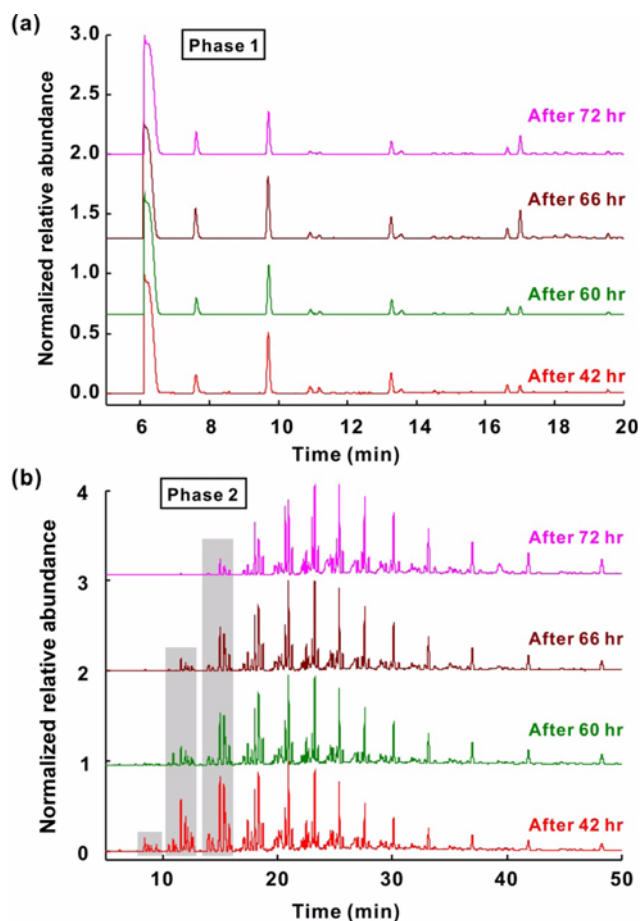 (a)
Phase 1
Normalized relative abundance
3.0
2.0
1.5
1.0
0.5
0.0
After 72 hr
After 66 hr
After 60 hr
After 42 hr
6 8 10 12 14 16 18 20
Time (min)
(b)
Phase 2
Normalized relative abundance
4
3
2
1
0
After 72 hr
After 66 hr
After 60 hr
After 42 hr
10 20 30 40 50
Time (min)